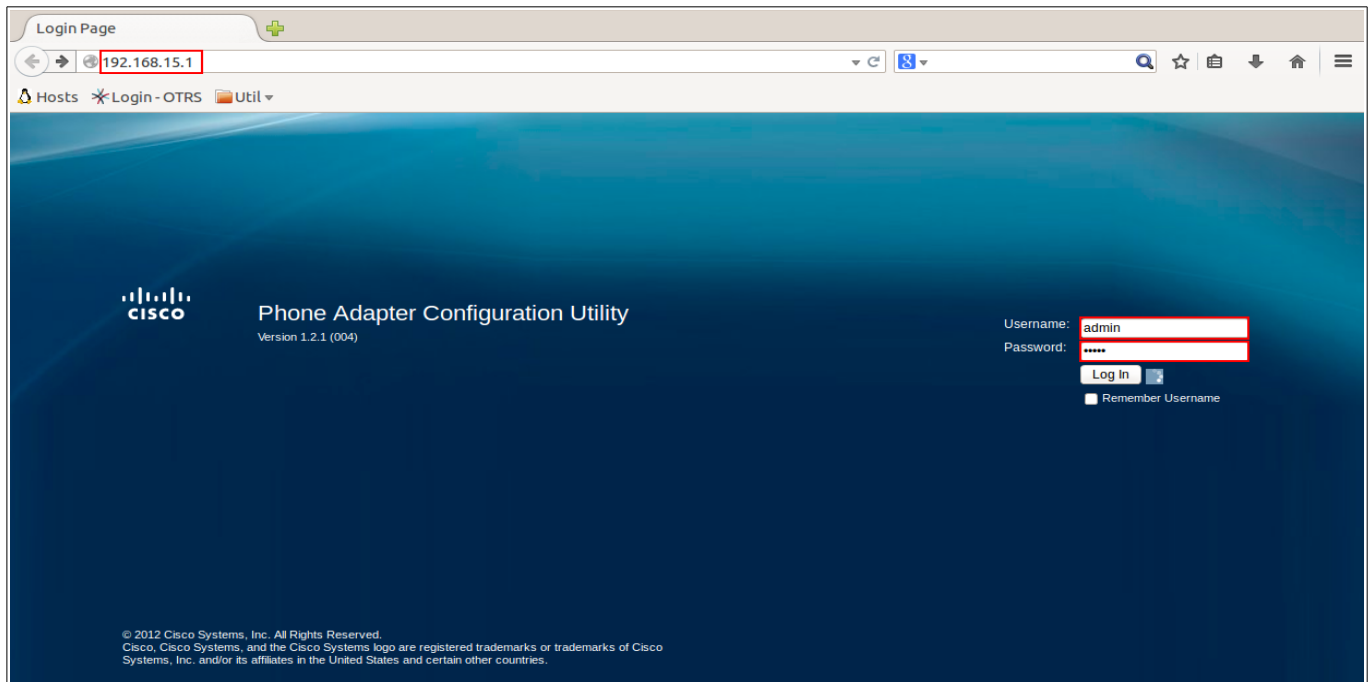 Login Page
192.168.15.1
8
Hosts Login - OTRS Util
CISCO
Phone Adapter Configuration Utility
Version 1.2.1 (004)
Username: admin
Password: •••••
Log In
Remember Username
© 2012 Cisco Systems, Inc. All Rights Reserved.
Cisco, Cisco Systems, and the Cisco Systems logo are registered trademarks or trademarks of Cisco
Systems, Inc. and/or its affiliates in the United States and certain other countries.